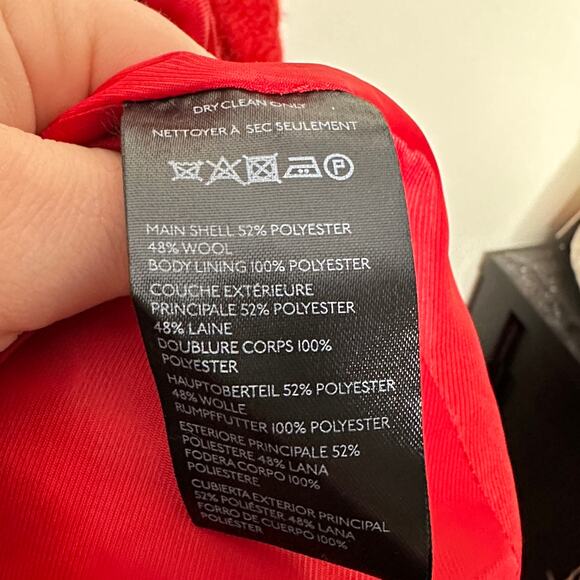 DRY CLEAN ONLY
NETTOYER À SEC SEULEMENT
P
MAIN SHELL 52% POLYESTER
48% WOOL
BODY LINING 100% POLYESTER
COUCHE EXTÉRIEURE
PRINCIPALE 52% POLYESTER
48% LAINE
DOUBLURE CORPS 100%
POLYESTER
HAUPTOBERTEIL 52% POLYESTER
48% WOLLE
RUMPFFUTTER 100% POLYESTER
ESTERIORE PRINCIPALE 52%
POLIESTERE 48% LANA
FODERA CORPO 100%
POLIESTERE
CUBIERTA EXTERIOR PRINCIPAL
52% POLIÉSTER 48% LANA
FORRO DE CUERPO 100%
POLIÉSTER